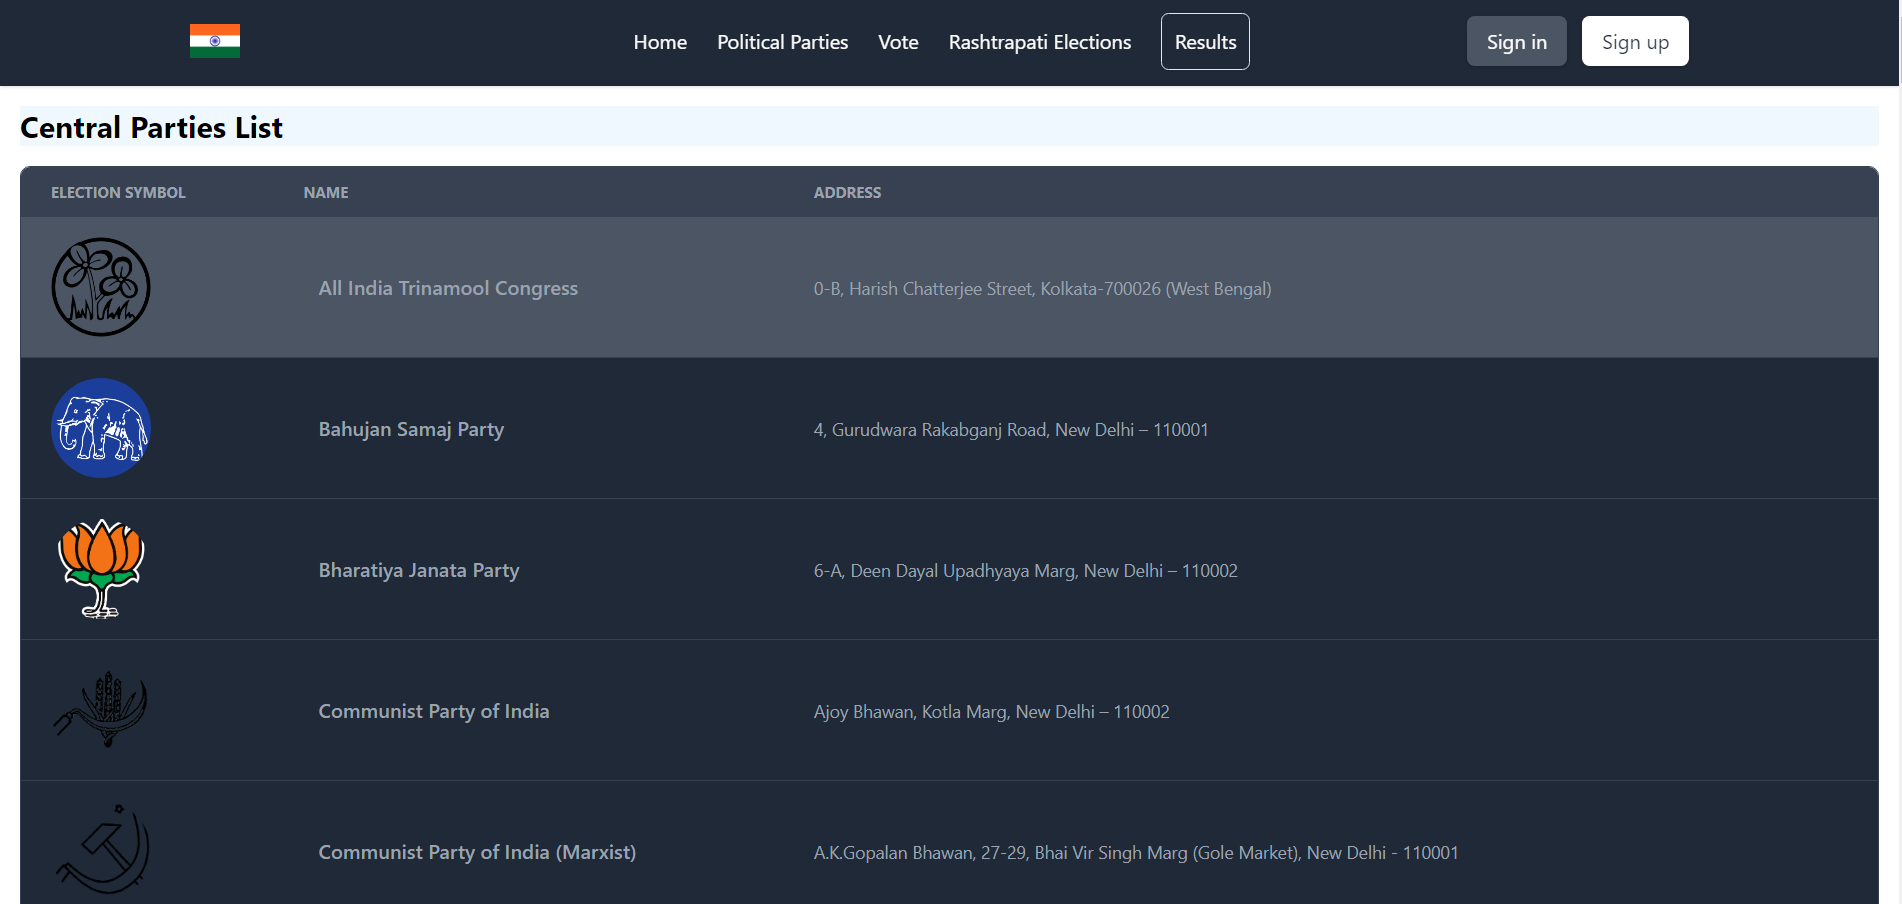 Home Political Parties Vote Rashtrapati Elections Results Sign in Sign up
Central Parties List
ELECTION SYMBOL NAME ADDRESS
All India Trinamool Congress 0-B, Harish Chatterjee Street, Kolkata-700026 (West Bengal)
Bahujan Samaj Party 4, Gurudwara Rakabganj Road, New Delhi – 110001
Bharatiya Janata Party 6-A, Deen Dayal Upadhyaya Marg, New Delhi – 110002
Communist Party of India Ajoy Bhawan, Kotla Marg, New Delhi – 110002
Communist Party of India (Marxist) A.K.Gopalan Bhawan, 27-29, Bhai Vir Singh Marg (Gole Market), New Delhi - 110001